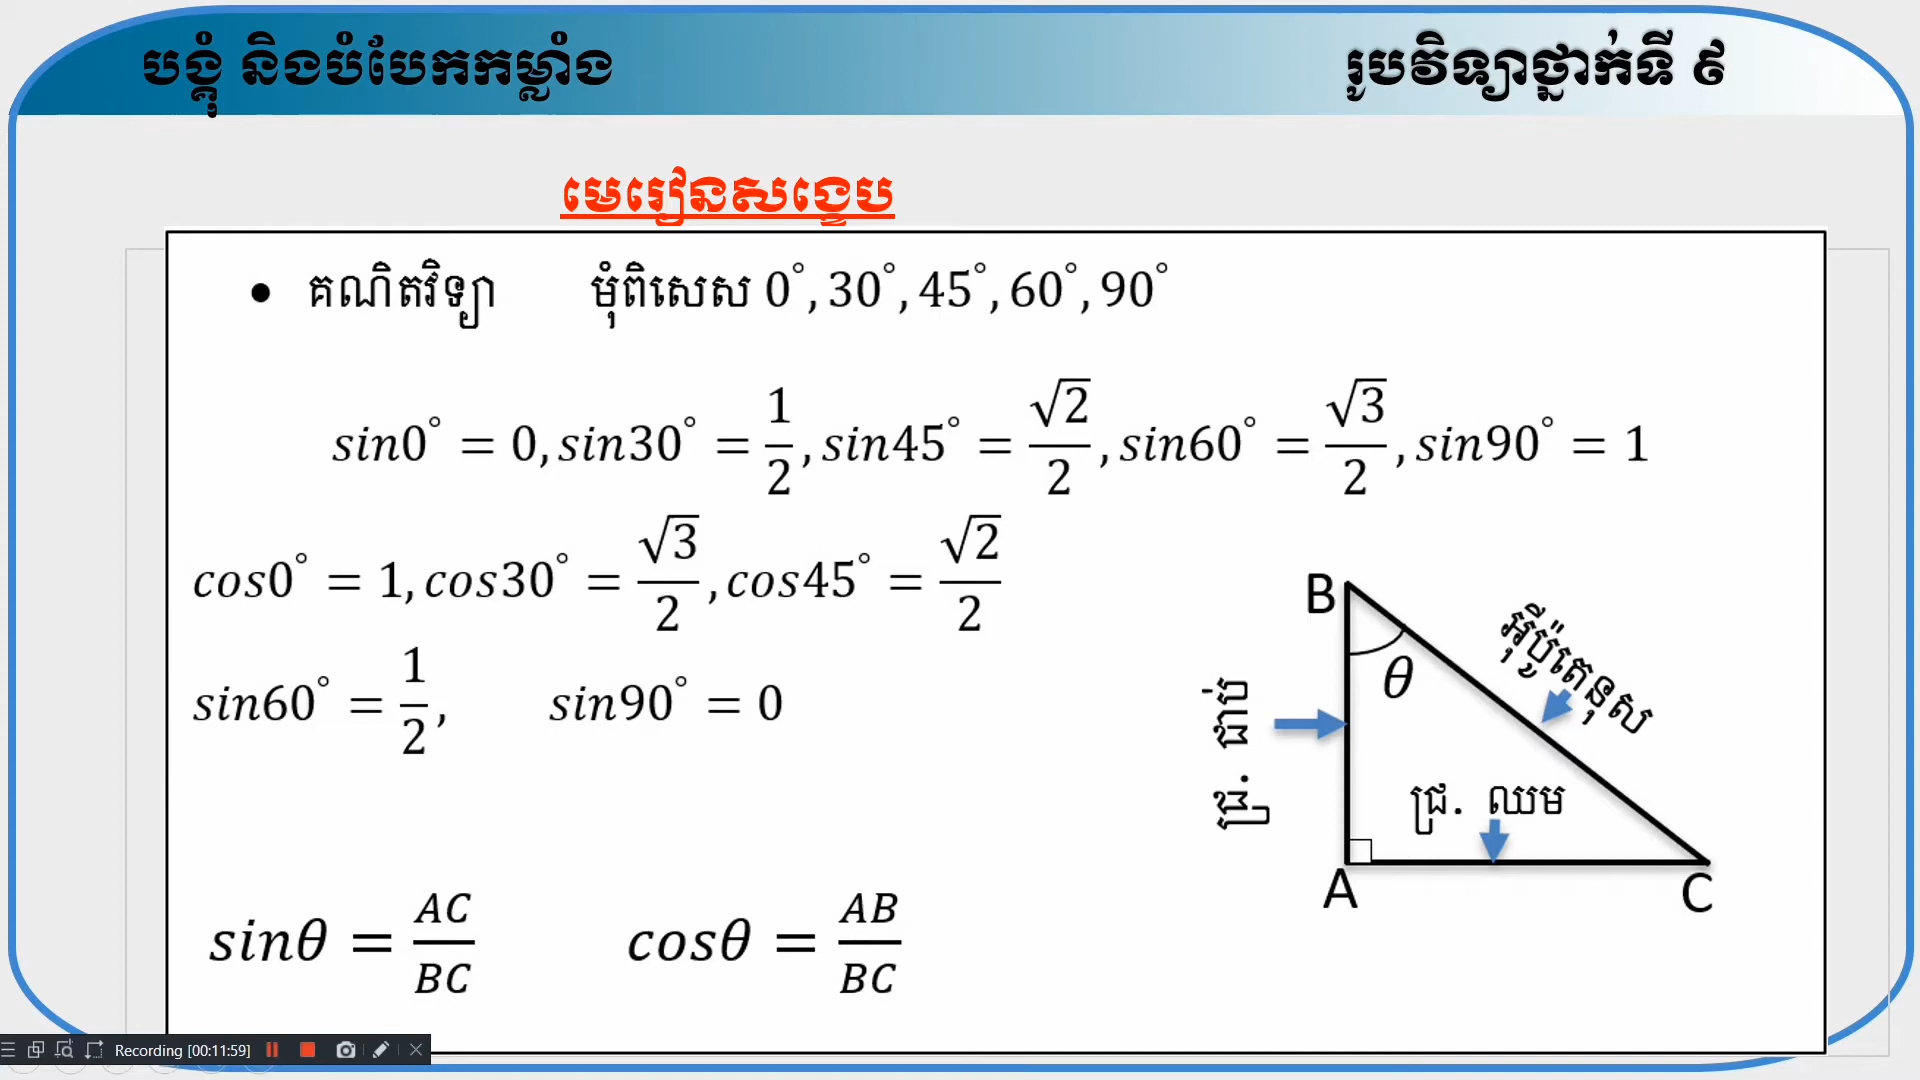 បង្គុំ និងបំបែកកម្លាំង
រូបវិទ្យាថ្នាក់ទី ៩
មេរៀនសង្ខេប
• គណិតវិទ្យា មុំពិសេស 0°, 30°, 45°, 60°, 90°
sin0° = 0, sin30° = 1/2, sin45° = √2/2, sin60° = √3/2, sin90° = 1
cos0° = 1, cos30° = √3/2, cos45° = √2/2
sin60° = 1/2, sin90° = 0
B
θ
អ៊ីប៉ូតេនុស
ជ្រ. ជាប់
ជ្រ. ឈម
A
C
sinθ = AC/BC cosθ = AB/BC
Recording [00:11:59]